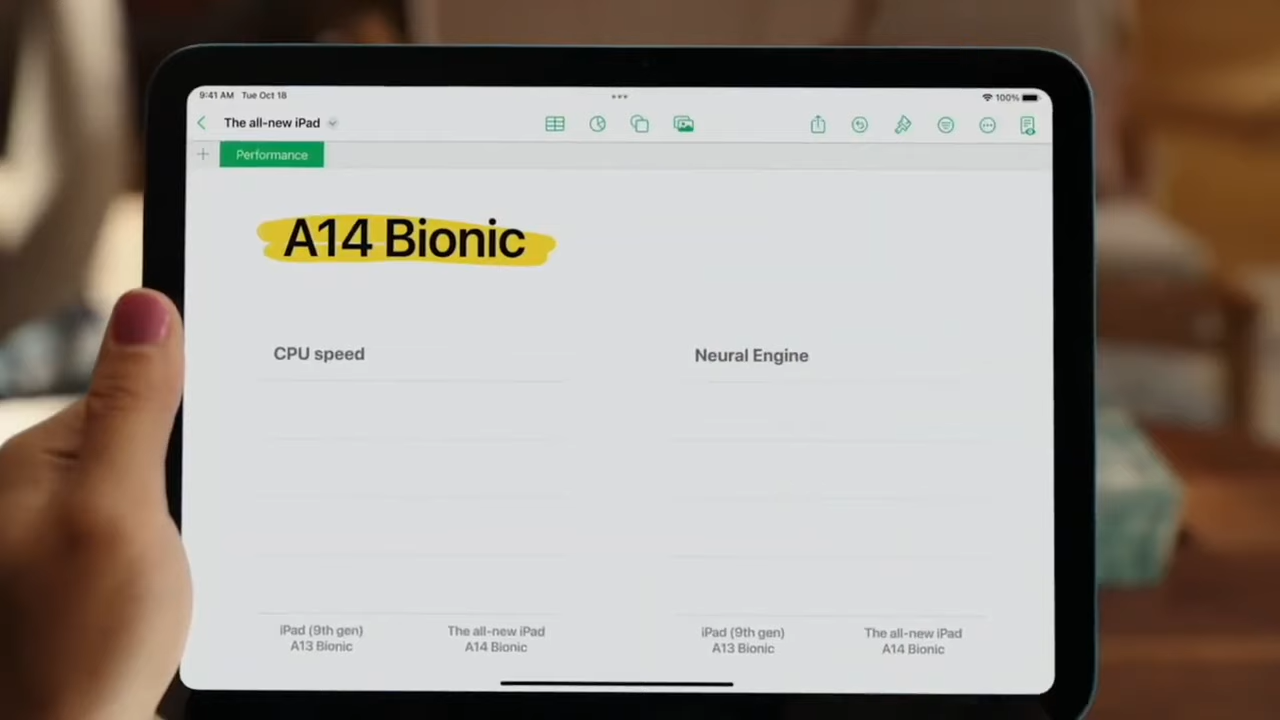 9:41 AM Tue Oct 18
100%
The all-new iPad
Performance
A14 Bionic
CPU speed
Neural Engine
iPad (9th gen)
A13 Bionic
The all-new iPad
A14 Bionic
iPad (9th gen)
A13 Bionic
The all-new iPad
A14 Bionic